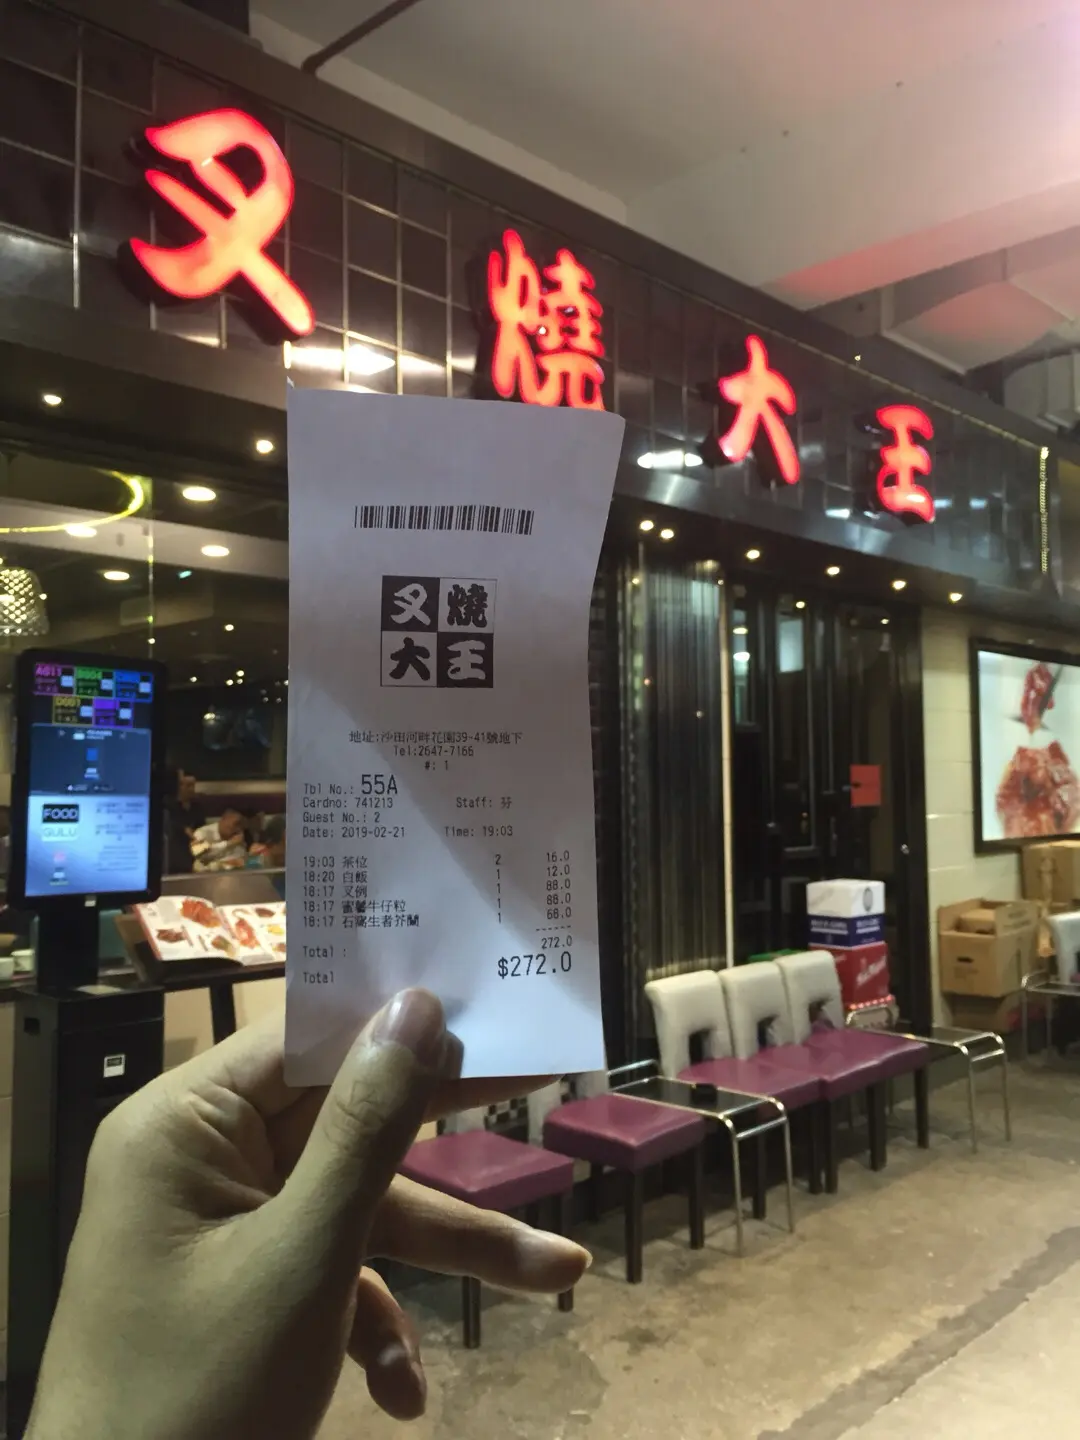 叉燒大王
叉燒
大王
地址:沙田河畔花園39-41號地下
Tel:2647-7166
#: 1
Tbl No.: 55A
Cardno: 741213 Staff: 芬
Guest No.: 2
Date: 2019-02-21 Time: 19:03
19:03 茶位 2 16.0
18:20 白飯 1 12.0
18:17 叉例 1 88.0
18:17 蜜醬牛仔粒 1 88.0
18:17 石窩生煮芥蘭 1 68.0
Total : 272.0
Total $272.0
FOOD
GULU